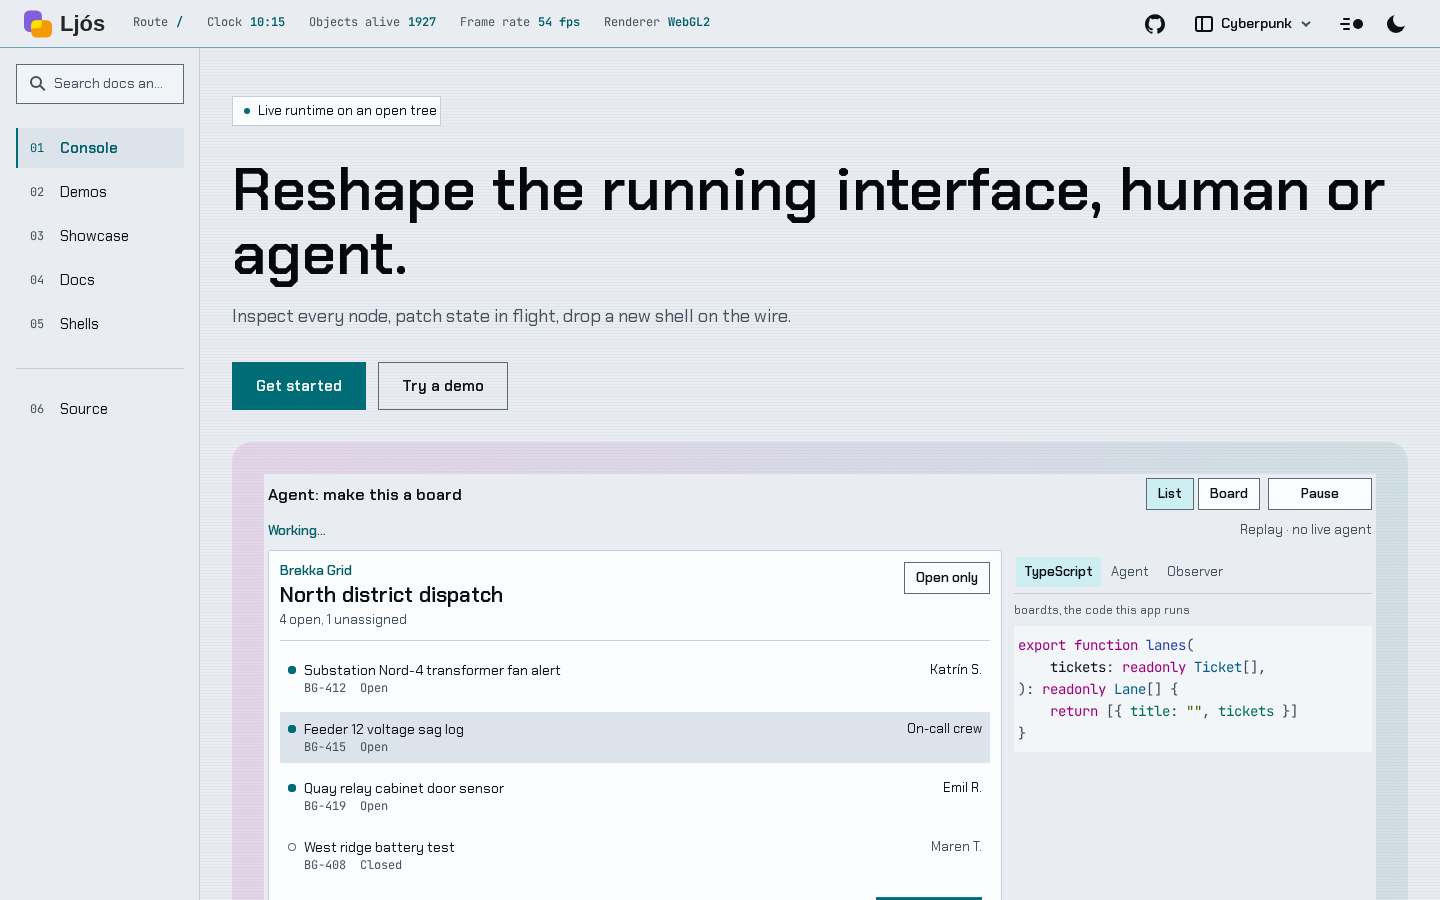 Ljós
Route /
Clock 10:15
Objects alive 1927
Frame rate 54 fps
Renderer WebGL2
Cyberpunk
Search docs an...
01 Console
02 Demos
03 Showcase
04 Docs
05 Shells
06 Source
Live runtime on an open tree
Reshape the running interface, human or
agent.
Inspect every node, patch state in flight, drop a new shell on the wire.
Get started
Try a demo
Agent: make this a board
List
Board
Pause
Working...
Replay · no live agent
Brekka Grid
North district dispatch
4 open, 1 unassigned
Open only
Substation Nord-4 transformer fan alert
Katrín S.
BG-412 Open
Feeder 12 voltage sag log
On-call crew
BG-415 Open
Quay relay cabinet door sensor
Emil R.
BG-419 Open
West ridge battery test
Maren T.
BG-408 Closed
TypeScript
Agent
Observer
board.ts, the code this app runs
export function lanes(
    tickets: readonly Ticket[],
): readonly Lane[] {
    return [{ title: "", tickets }]
}